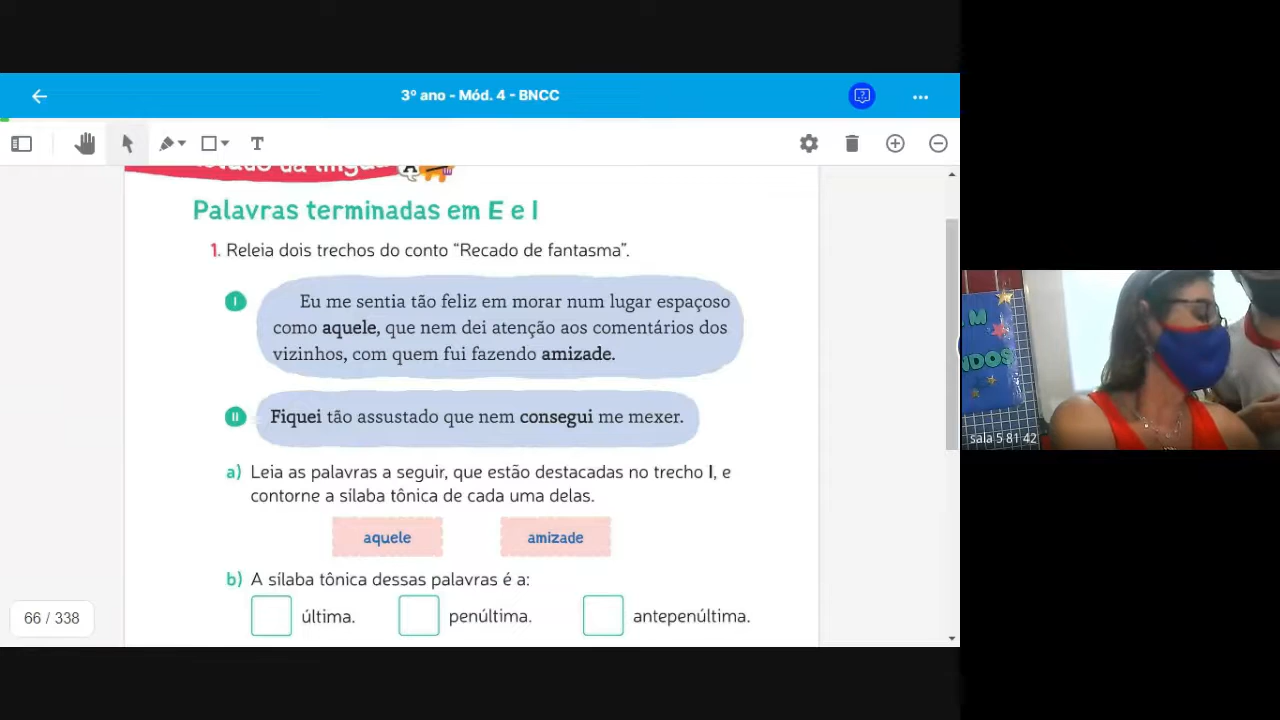 3º ano - Mód. 4 - BNCC
Palavras terminadas em E e I
1. Releia dois trechos do conto “Recado de fantasma”.
I
Eu me sentia tão feliz em morar num lugar espaçoso
como aquele, que nem dei atenção aos comentários dos
vizinhos, com quem fui fazendo amizade.
II
Fiquei tão assustado que nem consegui me mexer.
a) Leia as palavras a seguir, que estão destacadas no trecho I, e
contorne a sílaba tônica de cada uma delas.
aquele amizade
b) A sílaba tônica dessas palavras é a:
última. penúltima. antepenúltima.
66 / 338
sala 5 81 42